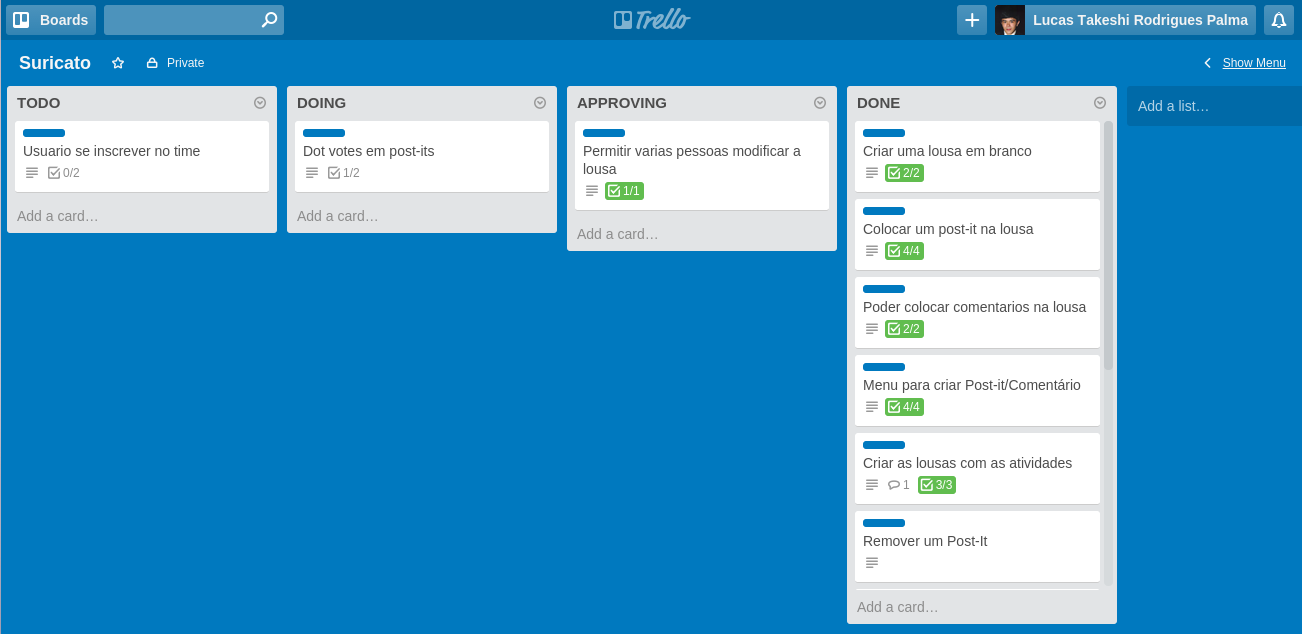 Boards
Trello
Lucas Takeshi Rodrigues Palma
Suricato
Private
Show Menu
TODO
Usuario se inscrever no time
0/2
Add a card…
DOING
Dot votes em post-its
1/2
Add a card…
APPROVING
Permitir varias pessoas modificar a
lousa
1/1
Add a card…
DONE
Criar uma lousa em branco
2/2
Colocar um post-it na lousa
4/4
Poder colocar comentarios na lousa
2/2
Menu para criar Post-it/Comentário
4/4
Criar as lousas com as atividades
1 3/3
Remover um Post-It
Add a card…
Add a list…